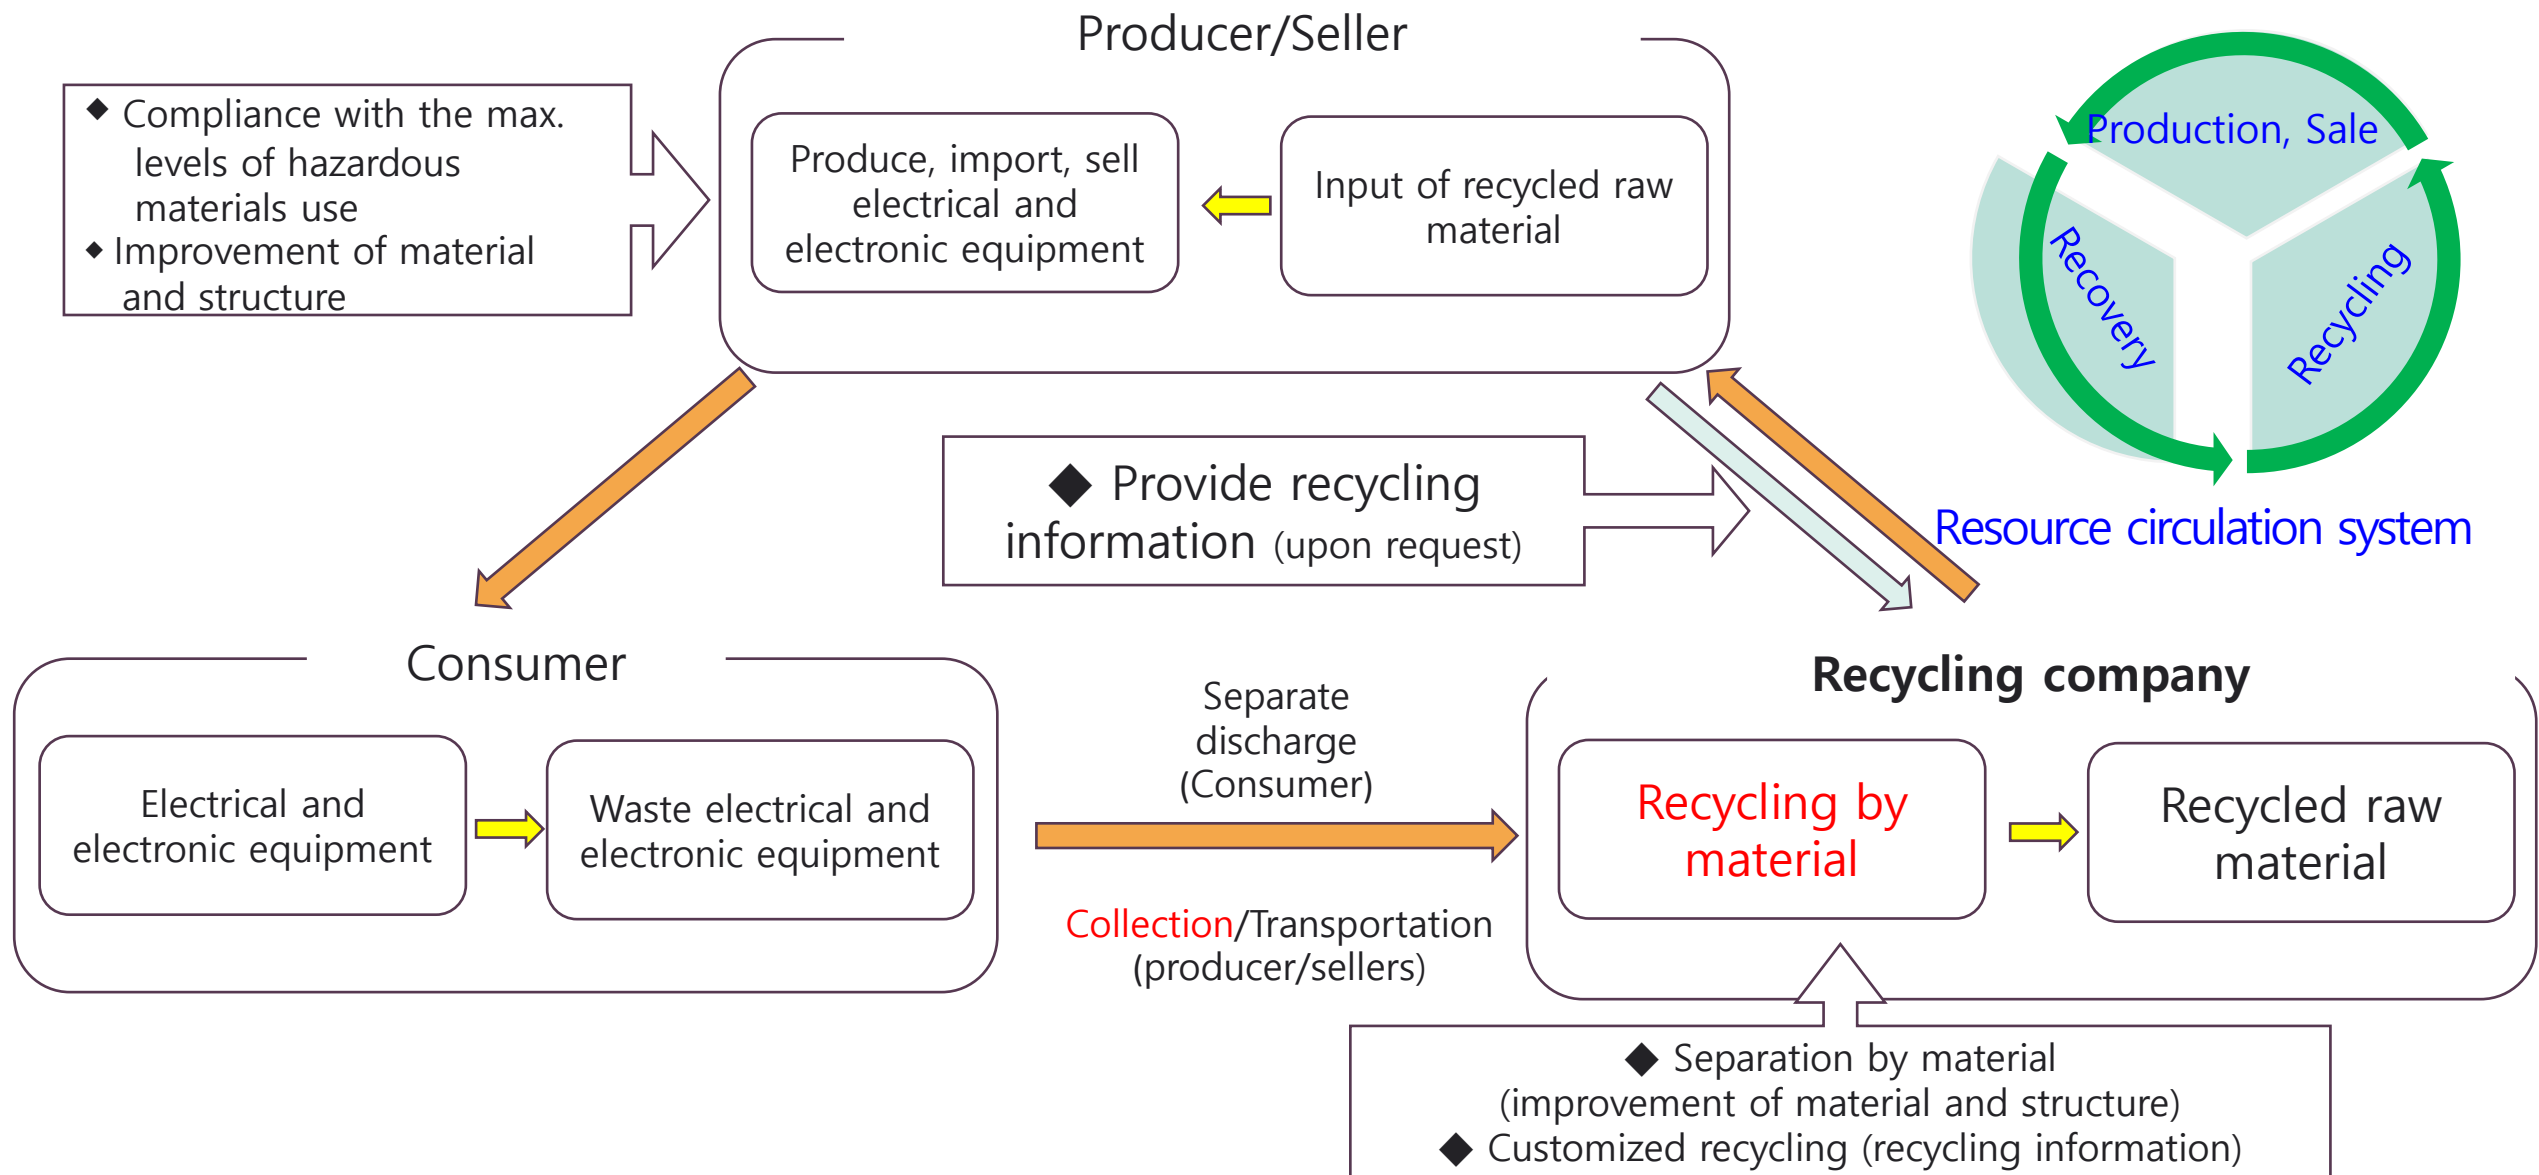 Producer/Seller
◆ Compliance with the max.
levels of hazardous
materials use
◆ Improvement of material
and structure
Produce, import, sell
electrical and
electronic equipment
Input of recycled raw
material
Production, Sale
Recovery
Recycling
Resource circulation system
◆ Provide recycling
information (upon request)
Consumer
Electrical and
electronic equipment
Waste electrical and
electronic equipment
Separate
discharge
(Consumer)
Collection/Transportation
(producer/sellers)
Recycling company
Recycling by
material
Recycled raw
material
◆ Separation by material
(improvement of material and structure)
◆ Customized recycling (recycling information)